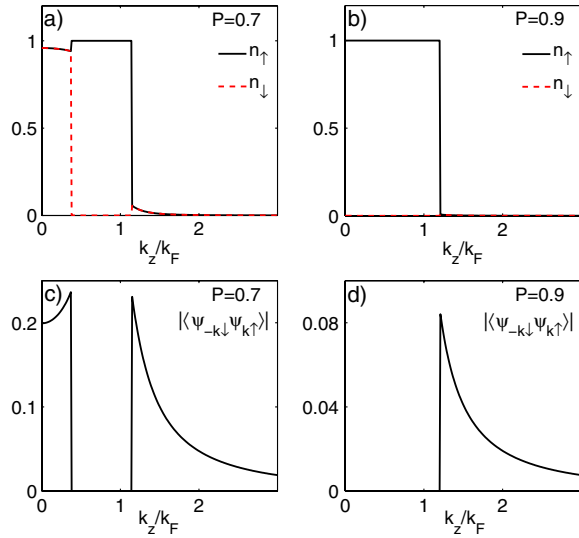 a) P=0.7
1
0.5
0
n↑
n↓
0 1 2
k_z/k_F
b) P=0.9
1
0.5
0
n↑
n↓
0 1 2
k_z/k_F
c) P=0.7
|⟨ψ_-k↓ψ_k↑⟩|
0.2
0.1
0
0 1 2
k_z/k_F
d) P=0.9
|⟨ψ_-k↓ψ_k↑⟩|
0.08
0.04
0
0 1 2
k_z/k_F